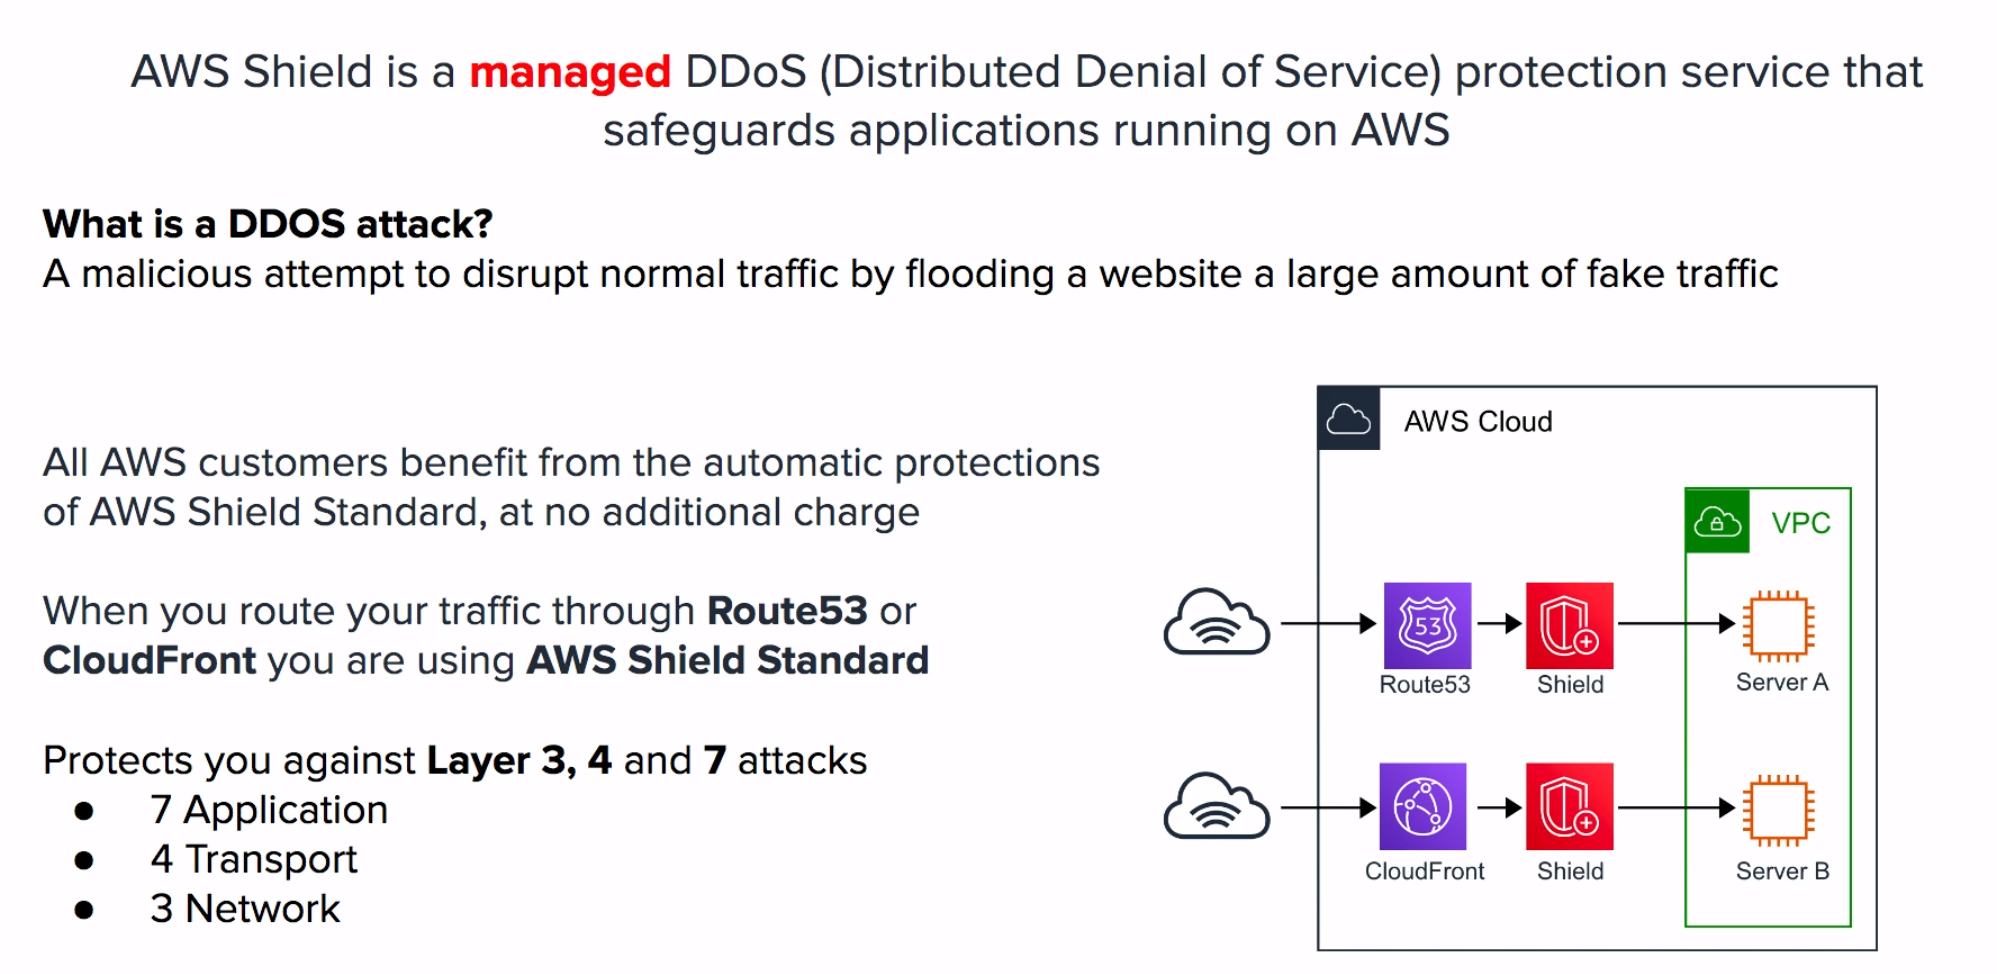 AWS Shield is a managed DDoS (Distributed Denial of Service) protection service that
safeguards applications running on AWS
What is a DDOS attack?
A malicious attempt to disrupt normal traffic by flooding a website a large amount of fake traffic
All AWS customers benefit from the automatic protections
of AWS Shield Standard, at no additional charge
When you route your traffic through Route53 or
CloudFront you are using AWS Shield Standard
Protects you against Layer 3, 4 and 7 attacks
● 7 Application
● 4 Transport
● 3 Network
AWS Cloud
VPC
53
Route53
Shield
Server A
CloudFront
Shield
Server B